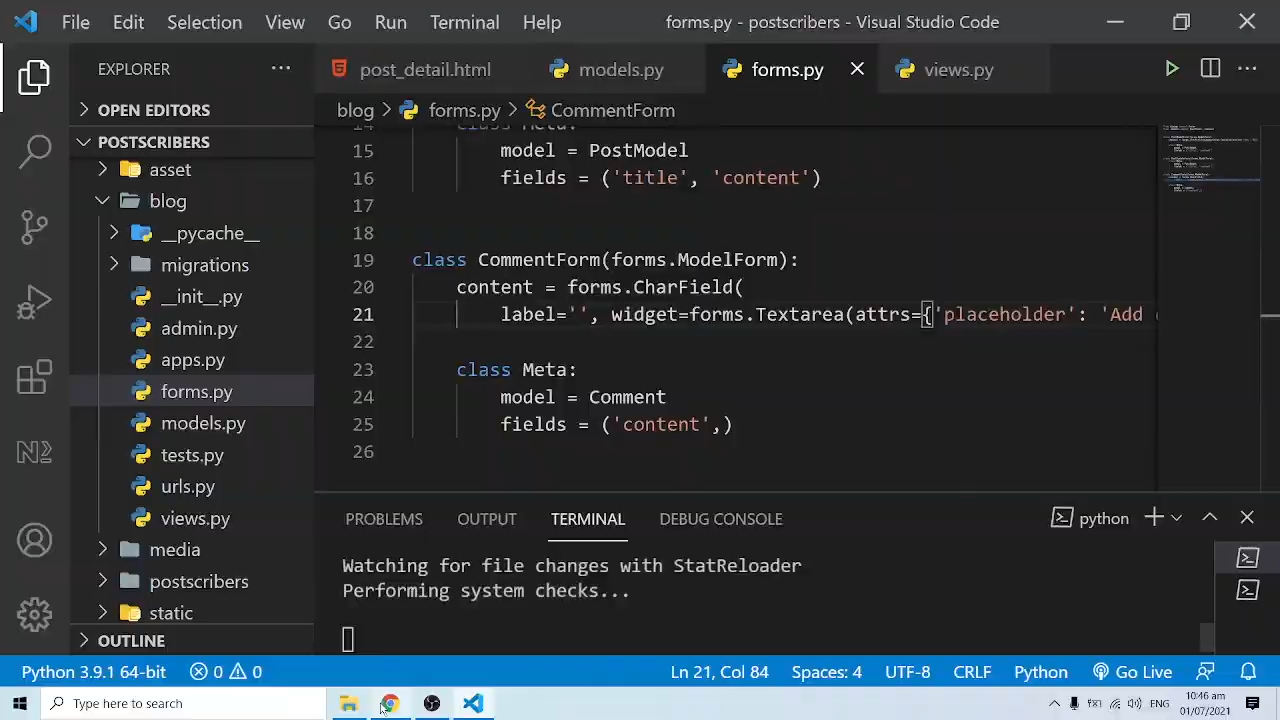 File Edit Selection View Go Run Terminal Help forms.py - postscribers - Visual Studio Code
EXPLORER ··· post_detail.html models.py forms.py views.py ···
OPEN EDITORS
blog > forms.py > CommentForm
POSTSCRIBERS
asset
blog
__pycache__
migrations
__init__.py
admin.py
apps.py
forms.py
models.py
tests.py
urls.py
views.py
media
postscribers
static
OUTLINE
14 class Meta:
15 model = PostModel
16 fields = ('title', 'content')
17
18
19 class CommentForm(forms.ModelForm):
20 content = forms.CharField(
21 label='', widget=forms.Textarea(attrs={'placeholder': 'Add
22
23 class Meta:
24 model = Comment
25 fields = ('content',)
26
PROBLEMS OUTPUT TERMINAL DEBUG CONSOLE python
Watching for file changes with StatReloader
Performing system checks...
Python 3.9.1 64-bit 0 0 Ln 21, Col 84 Spaces: 4 UTF-8 CRLF Python Go Live
Type here to search ENG 10:46 am
01/07/2021